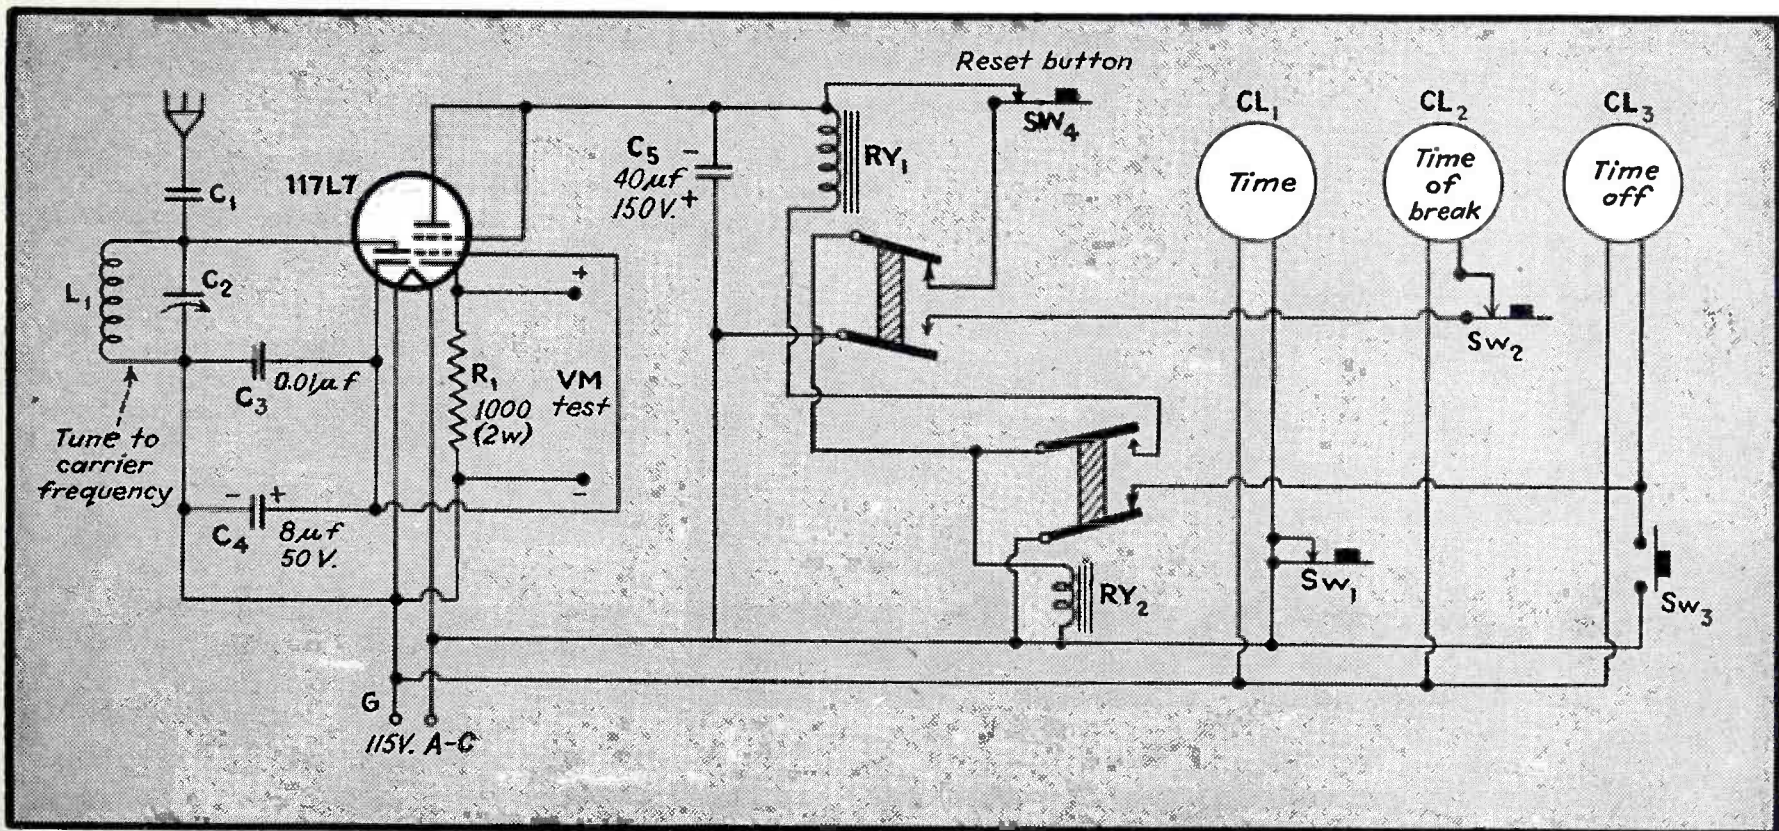 Reset button
SW4
CL1
CL2
CL3
C1
117L7
C5
40μf
150V.
-
+
RY1
Time
Time
of
break
Time
off
L1
C2
+
Sw2
C3
0.01μf
R1
1000
(2w)
VM
test
Tune to
carrier
frequency
- +
C4
8μf
50V.
-
Sw1
RY2
Sw3
G
115V. A-C